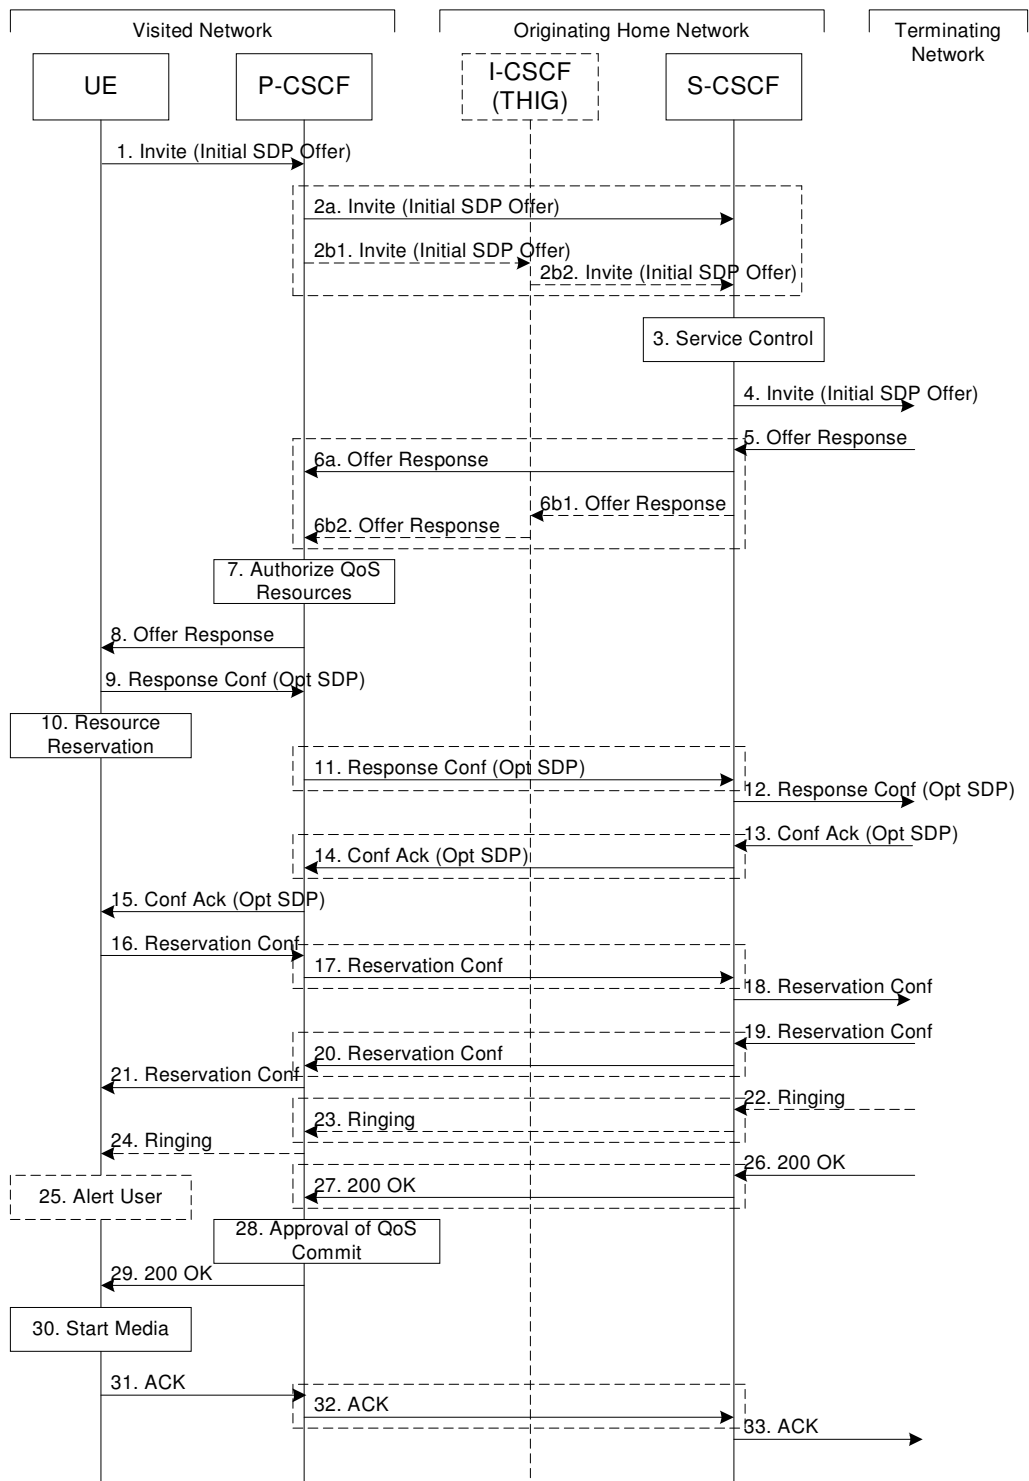 Visited Network
Originating Home Network
Terminating
Network
UE
P-CSCF
I-CSCF
(THIG)
S-CSCF
1. Invite (Initial SDP Offer)
2a. Invite (Initial SDP Offer)
2b1. Invite (Initial SDP Offer)
2b2. Invite (Initial SDP Offer)
3. Service Control
4. Invite (Initial SDP Offer)
5. Offer Response
6a. Offer Response
6b1. Offer Response
6b2. Offer Response
7. Authorize QoS
Resources
8. Offer Response
9. Response Conf (Opt SDP)
10. Resource
Reservation
11. Response Conf (Opt SDP)
12. Response Conf (Opt SDP)
13. Conf Ack (Opt SDP)
14. Conf Ack (Opt SDP)
15. Conf Ack (Opt SDP)
16. Reservation Conf
17. Reservation Conf
18. Reservation Conf
19. Reservation Conf
20. Reservation Conf
21. Reservation Conf
22. Ringing
23. Ringing
24. Ringing
26. 200 OK
25. Alert User
27. 200 OK
28. Approval of QoS
Commit
29. 200 OK
30. Start Media
31. ACK
32. ACK
33. ACK